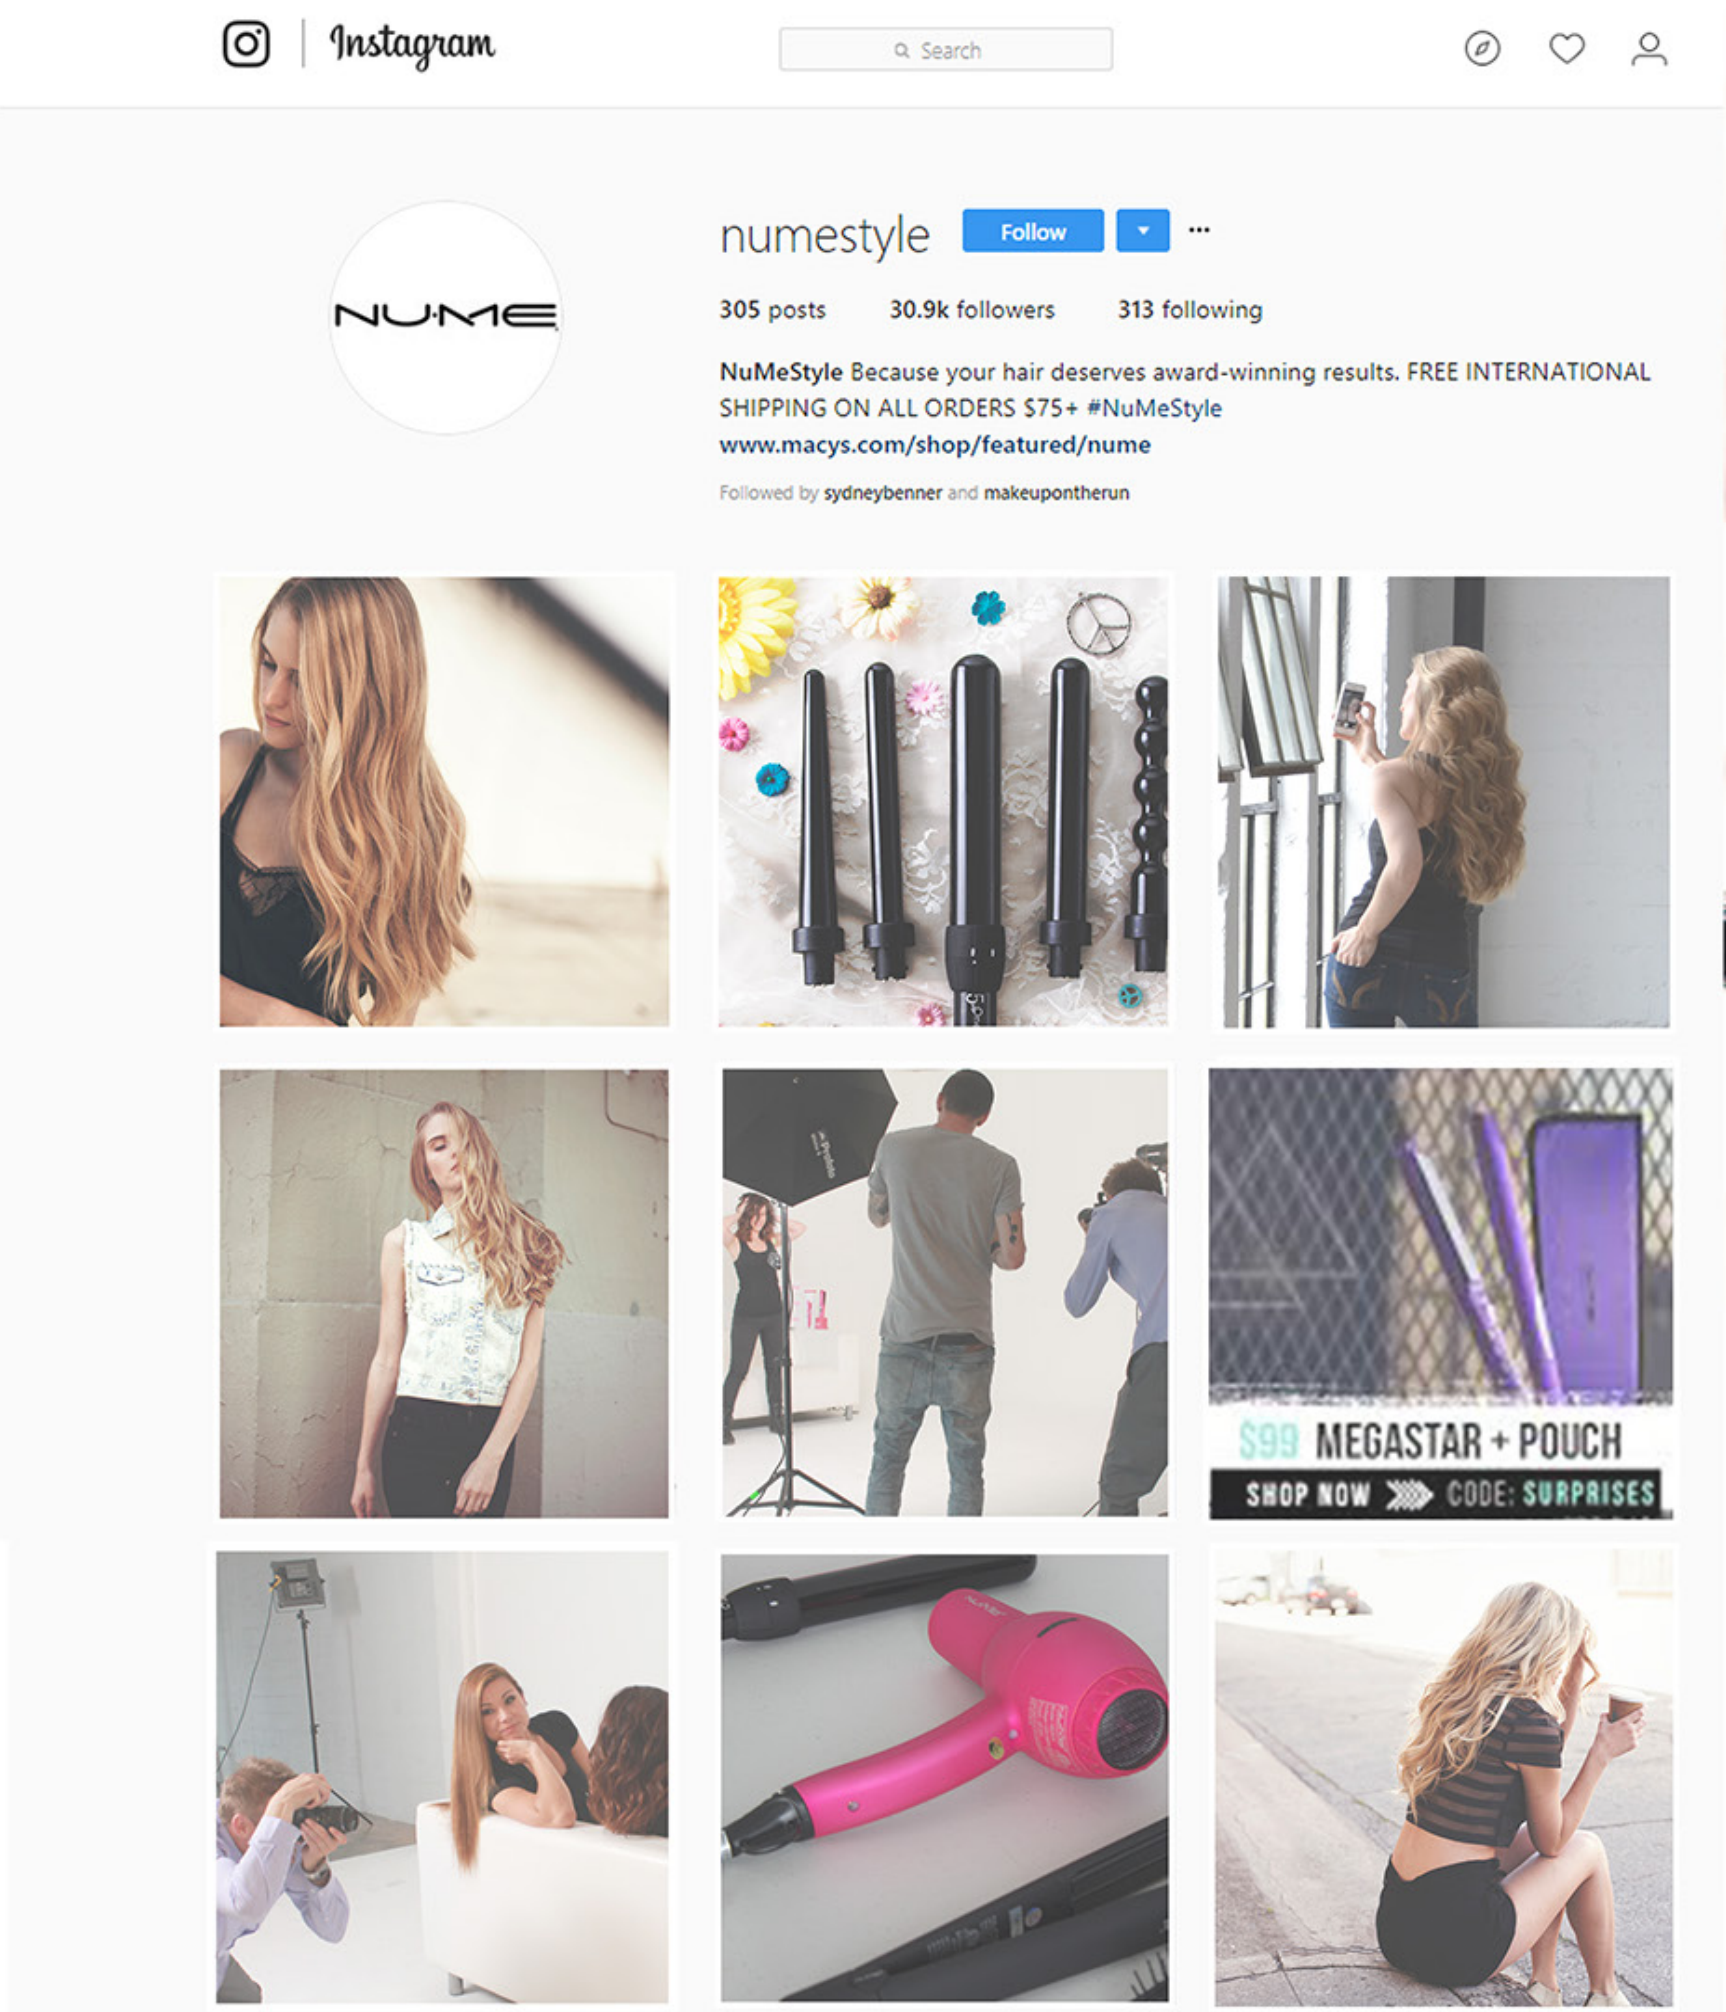 Instagram
Search
numestyle Follow
NU·ME
305 posts 30.9k followers 313 following
NuMeStyle Because your hair deserves award-winning results. FREE INTERNATIONAL
SHIPPING ON ALL ORDERS $75+ #NuMeStyle
www.macys.com/shop/featured/nume
Followed by sydneybenner and makeupontherun
Profoto
$99 MEGASTAR + POUCH
SHOP NOW CODE: SURPRISES
NUME